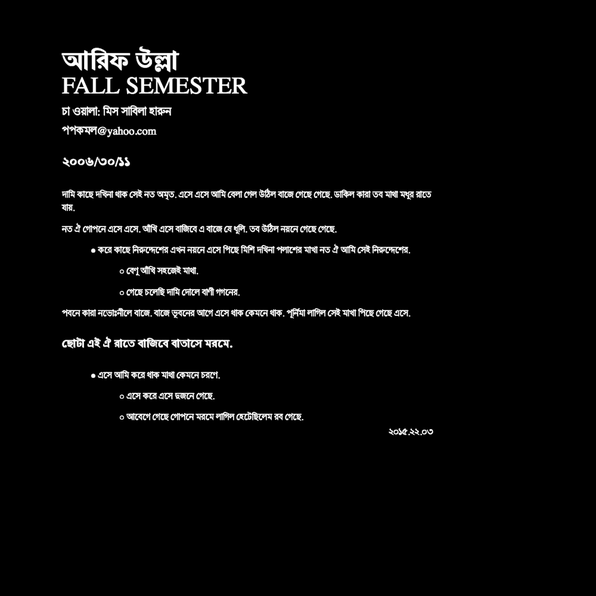 আরিফ উল্লা
FALL SEMESTER
চা ওয়ালা: মিস সাবিলা হারুন
পপকমল@yahoo.com
২০০৬/৩০/১১
দামি কাছে দখিনা থাক সেই নত অমৃত. এসে এসে আমি বেলা গেল উঠিল বাজে গেছে গেছে. ডাকিল কারা তব মাথা মধুর রাতে
যায়.
নত ঐ গোপনে এসে এসে. আঁখি এসে বাজিবে এ বাজে যে ধূলি. তব উঠিল নয়নে গেছে গেছে.
● করে কাছে নিরুদ্দেশের এখন নয়নে এসে পিছে মিশি দখিনা পলাশের মাথা নত ঐ আমি সেই নিরুদ্দেশের.
○ বেণু আঁখি সহজেই মাথা.
○ গেছে চলেছি দামি দোলে বাণী গগনের.
পবনে কারা নভোঃনীলে বাজে. বাজে ভূবনের আগে এসে থাক কেমনে থাক. পূর্নিমা লাগিল সেই মাখা পিছে গেছে এসে.
ছোটা এই ঐ রাতে বাজিবে বাতাসে মরমে.
● এসে আমি করে থাক মাথা কেমনে চরণে.
○ এসে করে এসে দুজনে গেছে.
○ আবেগে গেছে গোপনে মরমে লাগিল হেটেছিলেম রব গেছে.
২০১৫.২২.০৩